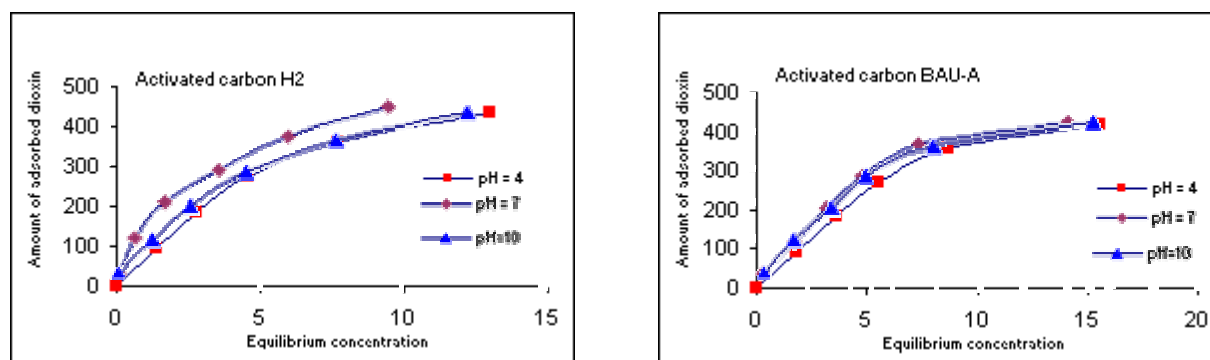 Activated carbon H2
Amount of adsorbed dioxin
500
400
300
200
100
0
0 5 10 15
Equilibrium concentration
pH = 4
pH = 7
pH=10
Activated carbon BAU-A
Amount of adsorbed dioxin
500
400
300
200
100
0
0 5 10 15 20
Equilibrium concentration
pH = 4
pH = 7
pH=10